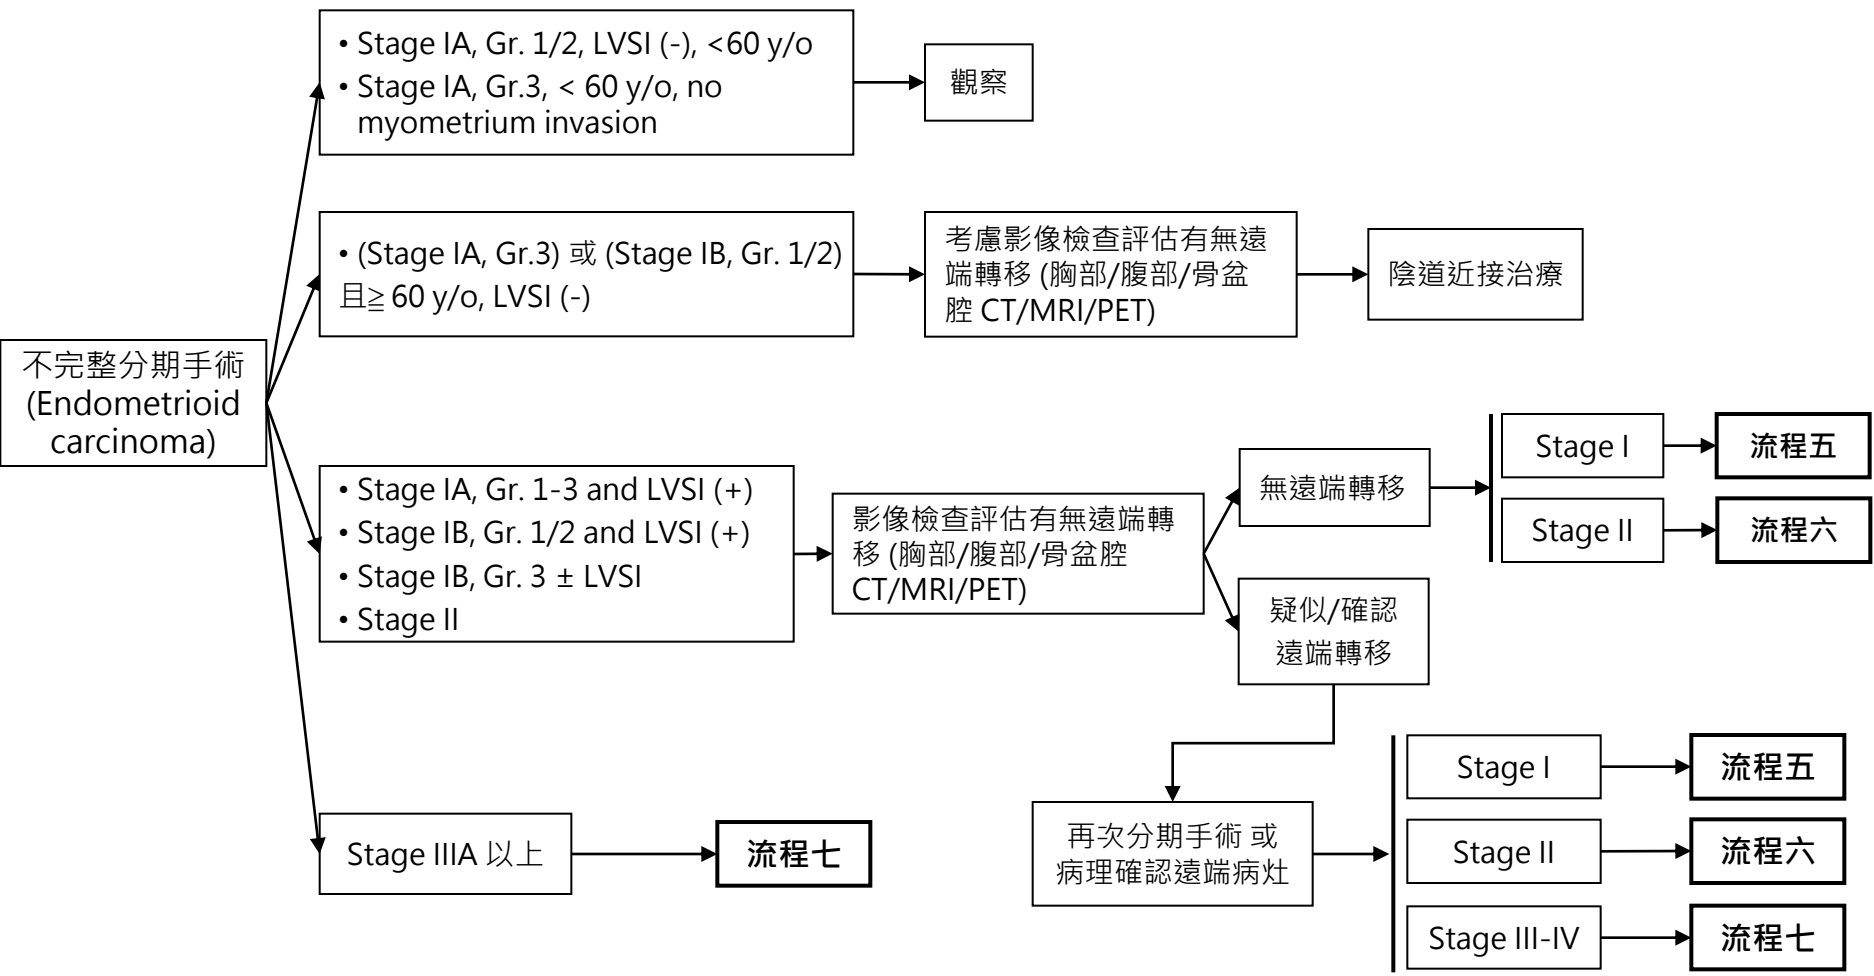 • Stage IA, Gr. 1/2, LVSI (-), <60 y/o
• Stage IA, Gr.3, < 60 y/o, no
myometrium invasion
觀察
• (Stage IA, Gr.3) 或 (Stage IB, Gr. 1/2)
且≧ 60 y/o, LVSI (-)
考慮影像檢查評估有無遠
端轉移 (胸部/腹部/骨盆
腔 CT/MRI/PET)
陰道近接治療
不完整分期手術
(Endometrioid
carcinoma)
• Stage IA, Gr. 1-3 and LVSI (+)
• Stage IB, Gr. 1/2 and LVSI (+)
• Stage IB, Gr. 3 ± LVSI
• Stage II
影像檢查評估有無遠端轉
移 (胸部/腹部/骨盆腔
CT/MRI/PET)
無遠端轉移
Stage I
流程五
Stage II
流程六
疑似/確認
遠端轉移
再次分期手術 或
病理確認遠端病灶
Stage I
流程五
Stage II
流程六
Stage III-IV
流程七
Stage IIIA 以上
流程七